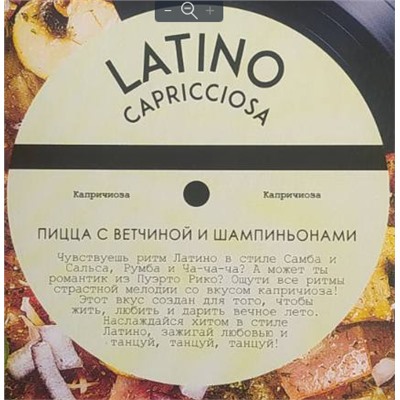 LATINO
CAPRICCIOSA
Капричиоза Капричиоза
ПИЦЦА С ВЕТЧИНОЙ И ШАМПИНЬОНАМИ
Чувствуешь ритм Латино в стиле Самба и
Сальса, Румба и Ча-ча-ча? А может ты
романтик из Пуэрто Рико? Ощути все ритмы
страстной мелодии со вкусом капричиоза!
Этот вкус создан для того, чтобы
жить, любить и дарить вечное лето.
Наслаждайся хитом в стиле
Латино, зажигай любовью и
танцуй, танцуй, танцуй!